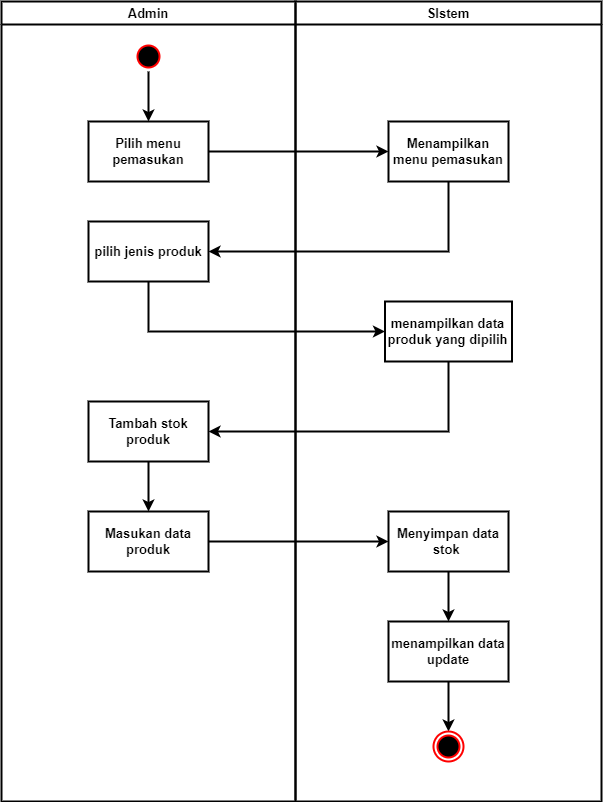 Admin
SIstem
Pilih menu
pemasukan
Menampilkan
menu pemasukan
pilih jenis produk
menampilkan data
produk yang dipilih
Tambah stok
produk
Masukan data
produk
Menyimpan data
stok
menampilkan data
update